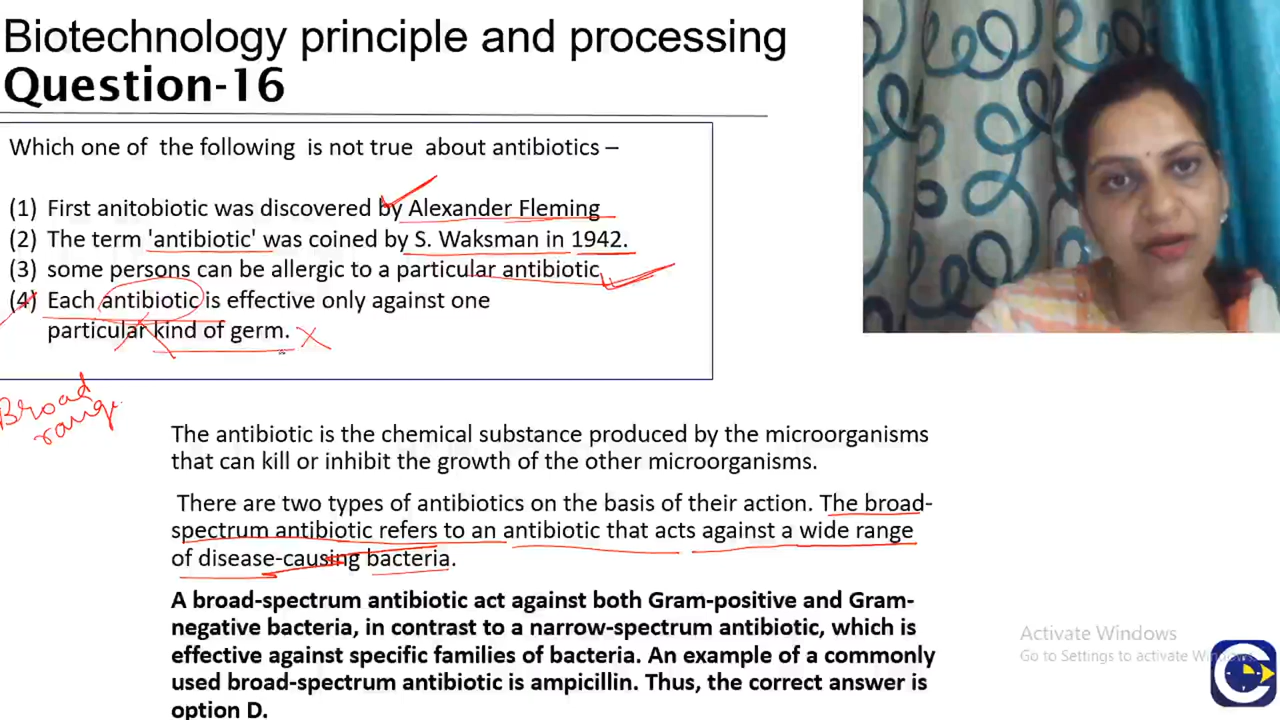 Biotechnology principle and processing
Question-16
Which one of the following is not true about antibiotics –
(1) First anitobiotic was discovered by Alexander Fleming
(2) The term 'antibiotic' was coined by S. Waksman in 1942.
(3) some persons can be allergic to a particular antibiotic
(4) Each antibiotic is effective only against one
particular kind of germ.
Broad
range
The antibiotic is the chemical substance produced by the microorganisms
that can kill or inhibit the growth of the other microorganisms.
There are two types of antibiotics on the basis of their action. The broad-
spectrum antibiotic refers to an antibiotic that acts against a wide range
of disease-causing bacteria.
A broad-spectrum antibiotic act against both Gram-positive and Gram-
negative bacteria, in contrast to a narrow-spectrum antibiotic, which is
effective against specific families of bacteria. An example of a commonly
used broad-spectrum antibiotic is ampicillin. Thus, the correct answer is
option D.
Activate Windows
Go to Settings to activate Windows.